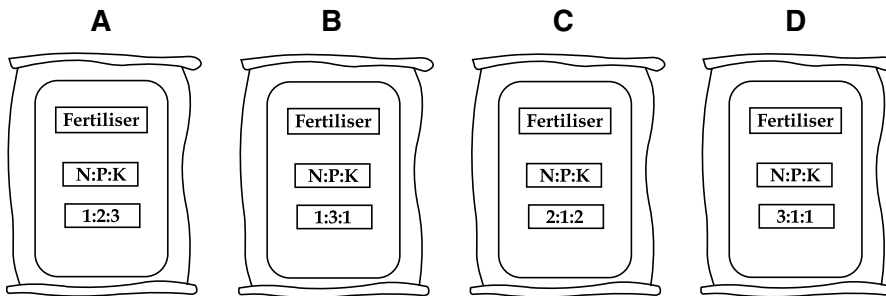 A B C D
Fertiliser Fertiliser Fertiliser Fertiliser
N:P:K N:P:K N:P:K N:P:K
1:2:3 1:3:1 2:1:2 3:1:1